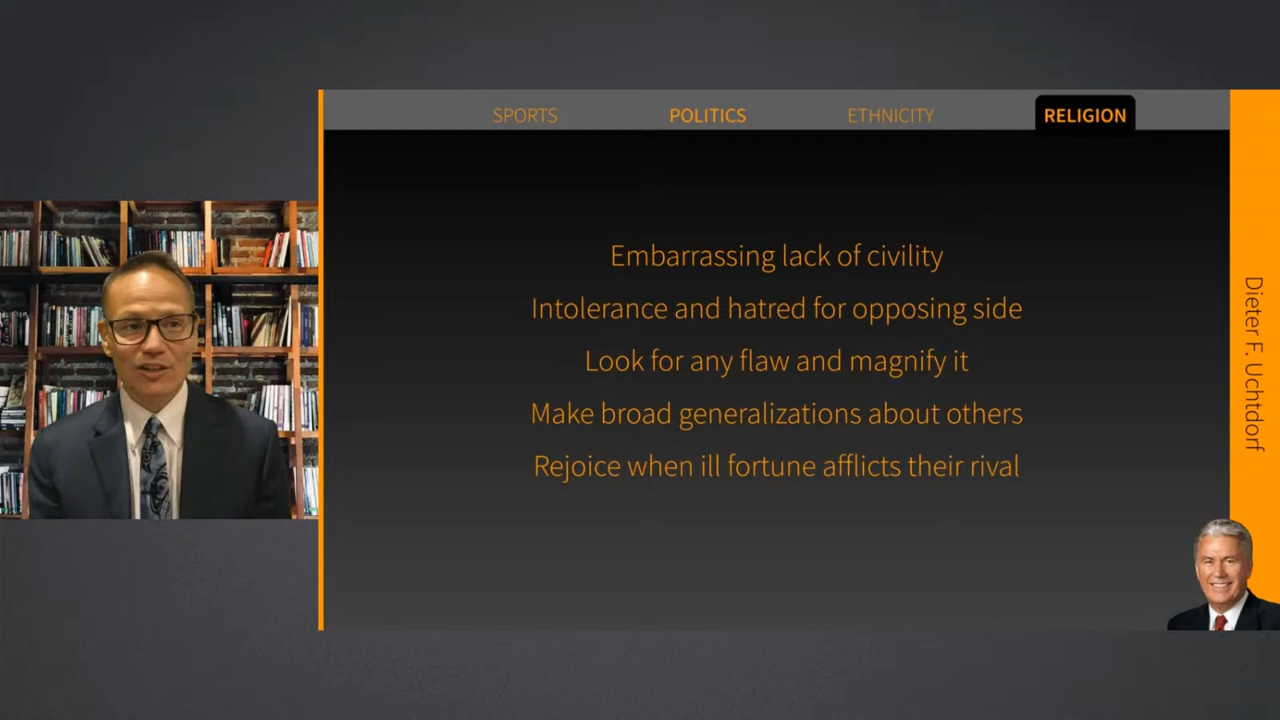 SPORTS
POLITICS
ETHNICITY
RELIGION
Embarrassing lack of civility
Intolerance and hatred for opposing side
Look for any flaw and magnify it
Make broad generalizations about others
Rejoice when ill fortune afflicts their rival
Dieter F. Uchtdorf